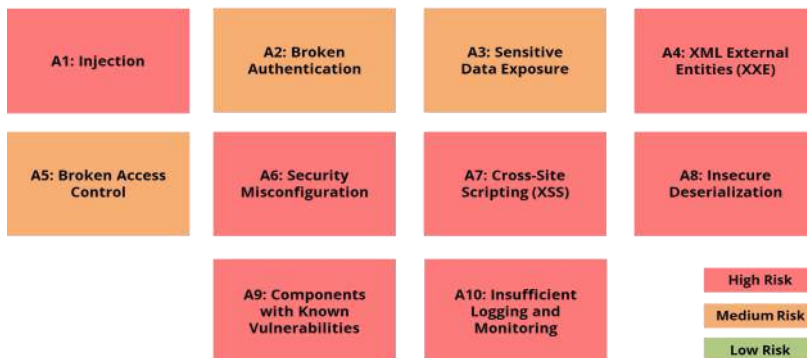 A1: Injection
A2: Broken
Authentication
A3: Sensitive
Data Exposure
A4: XML External
Entities (XXE)
A5: Broken Access
Control
A6: Security
Misconfiguration
A7: Cross-Site
Scripting (XSS)
A8: Insecure
Deserialization
A9: Components
with Known
Vulnerabilities
A10: Insufficient
Logging and
Monitoring
High Risk
Medium Risk
Low Risk